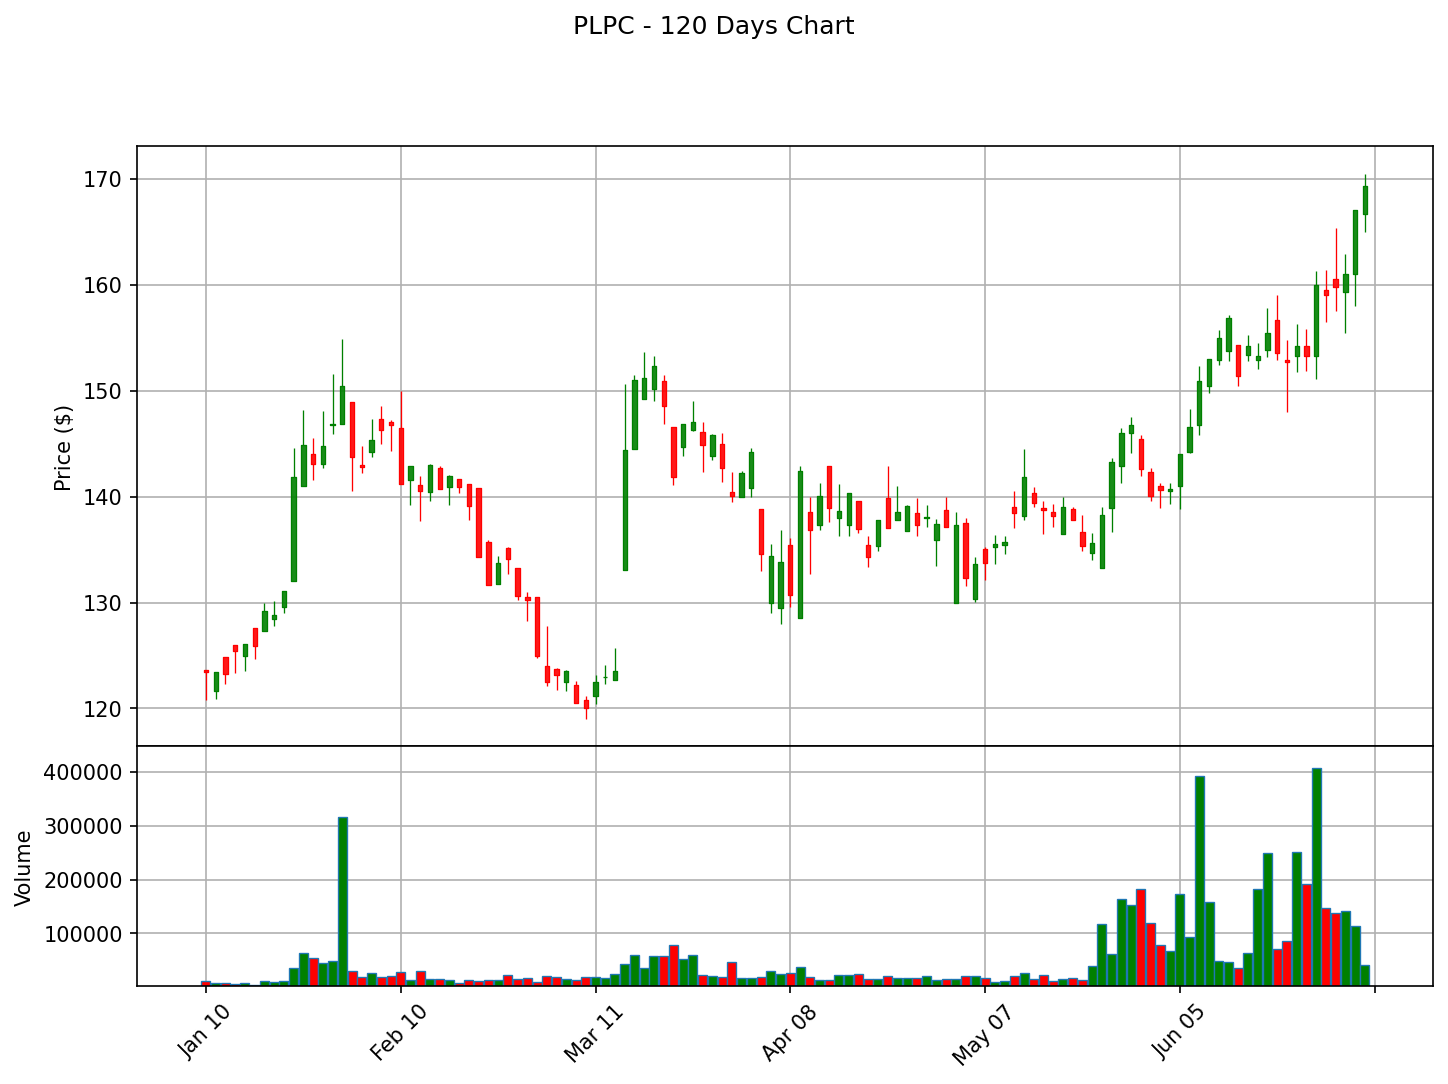 PLPC - 120 Days Chart
Price ($)
170
160
150
140
130
120
Volume
400000
300000
200000
100000
Jan 10
Feb 10
Mar 11
Apr 08
May 07
Jun 05